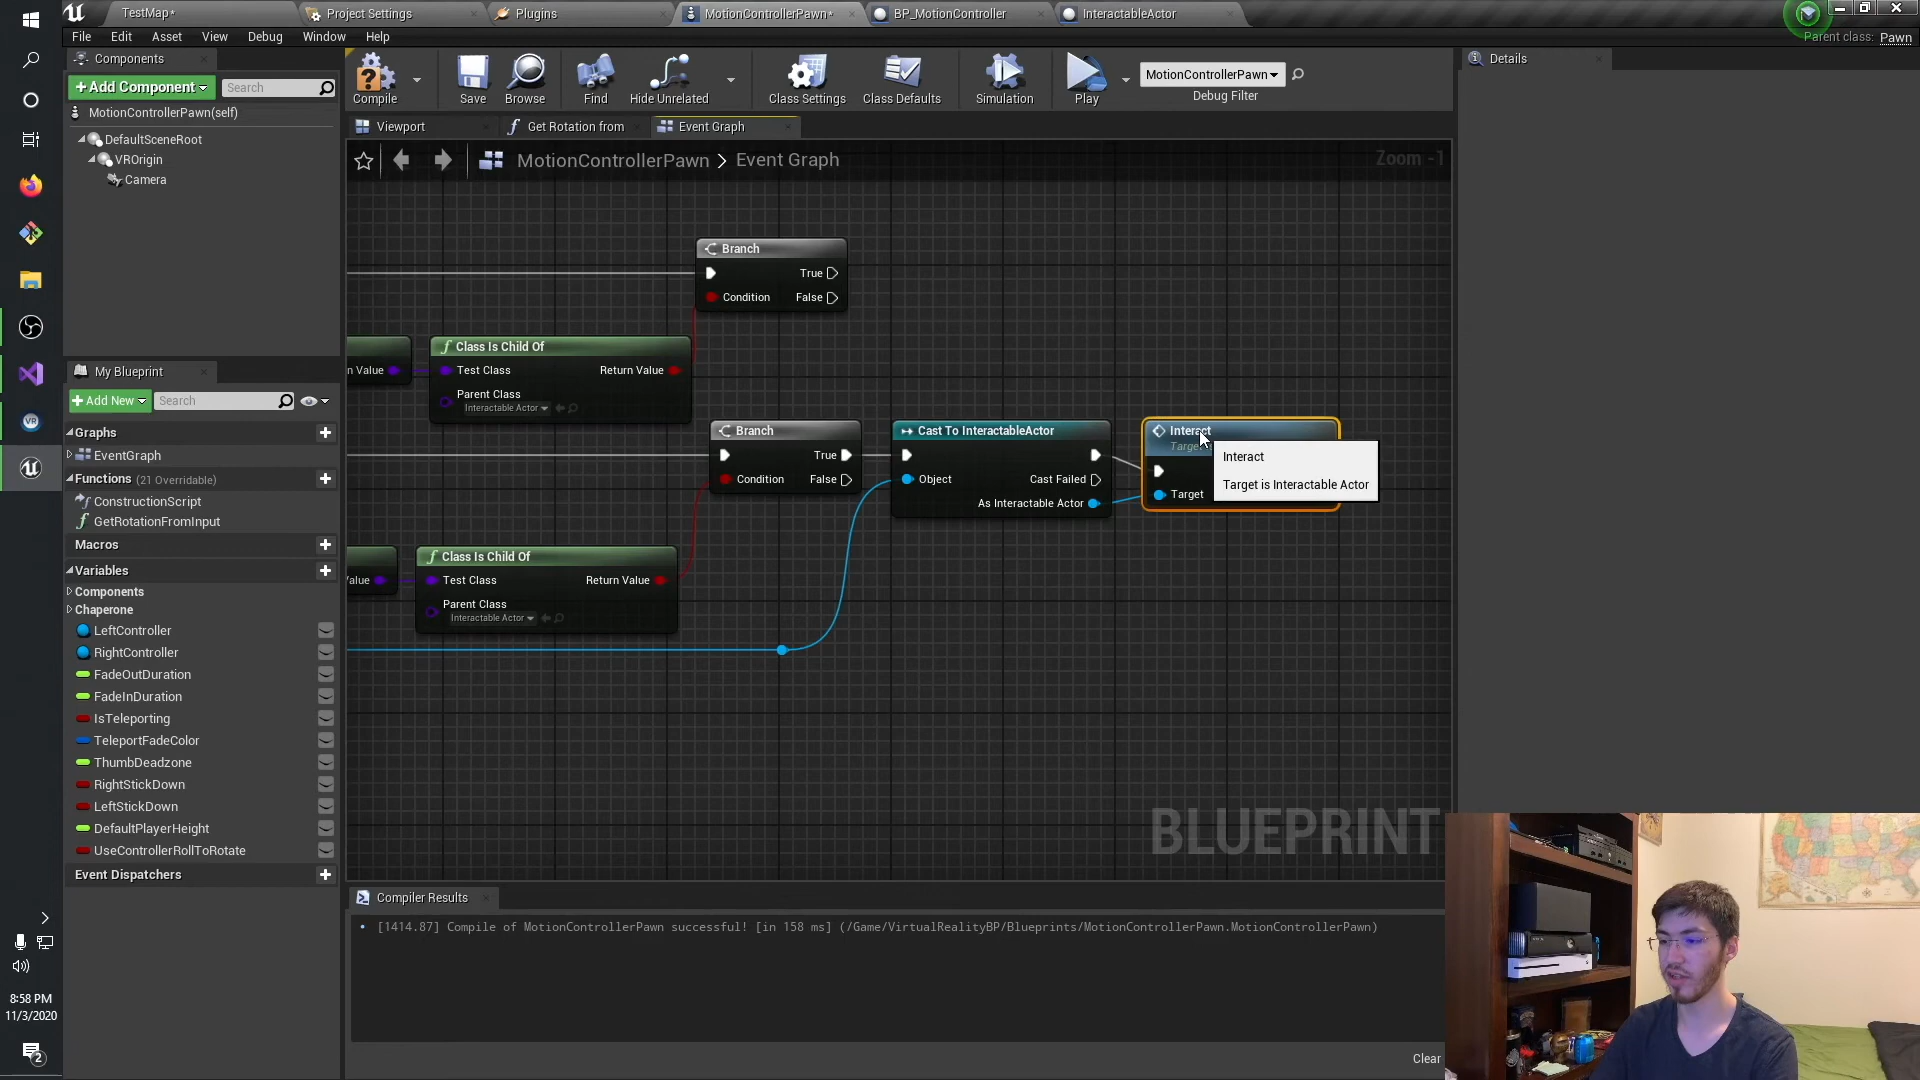 TestMap*
Project Settings
Plugins
MotionControllerPawn*
BP_MotionController
InteractableActor
File
Edit
Asset
View
Debug
Window
Help
Parent class: Pawn
Components
+Add Component
Search
MotionControllerPawn(self)
DefaultSceneRoot
VROrigin
Camera
Compile
Save
Browse
Find
Hide Unrelated
Class Settings
Class Defaults
Simulation
Play
MotionControllerPawn
Debug Filter
Details
Viewport
Get Rotation from
Event Graph
MotionControllerPawn > Event Graph
Zoom -1
Branch
True
Condition
False
n Value
Class Is Child Of
Test Class
Return Value
Parent Class
Interactable Actor
Branch
True
Condition
False
Cast To InteractableActor
Object
Cast Failed
As Interactable Actor
Interact
Target
Interact
Target is Interactable Actor
Target
alue
Class Is Child Of
Test Class
Return Value
Parent Class
Interactable Actor
BLUEPRINT
My Blueprint
+Add New
Search
Graphs
EventGraph
Functions (21 Overridable)
ConstructionScript
GetRotationFromInput
Macros
Variables
Components
Chaperone
LeftController
RightController
FadeOutDuration
FadeInDuration
IsTeleporting
TeleportFadeColor
ThumbDeadzone
RightStickDown
LeftStickDown
DefaultPlayerHeight
UseControllerRollToRotate
Event Dispatchers
Compiler Results
[1414.87] Compile of MotionControllerPawn successful! [in 158 ms] (/Game/VirtualRealityBP/Blueprints/MotionControllerPawn.MotionControllerPawn)
Clear
VR
8:58 PM
11/3/2020
2